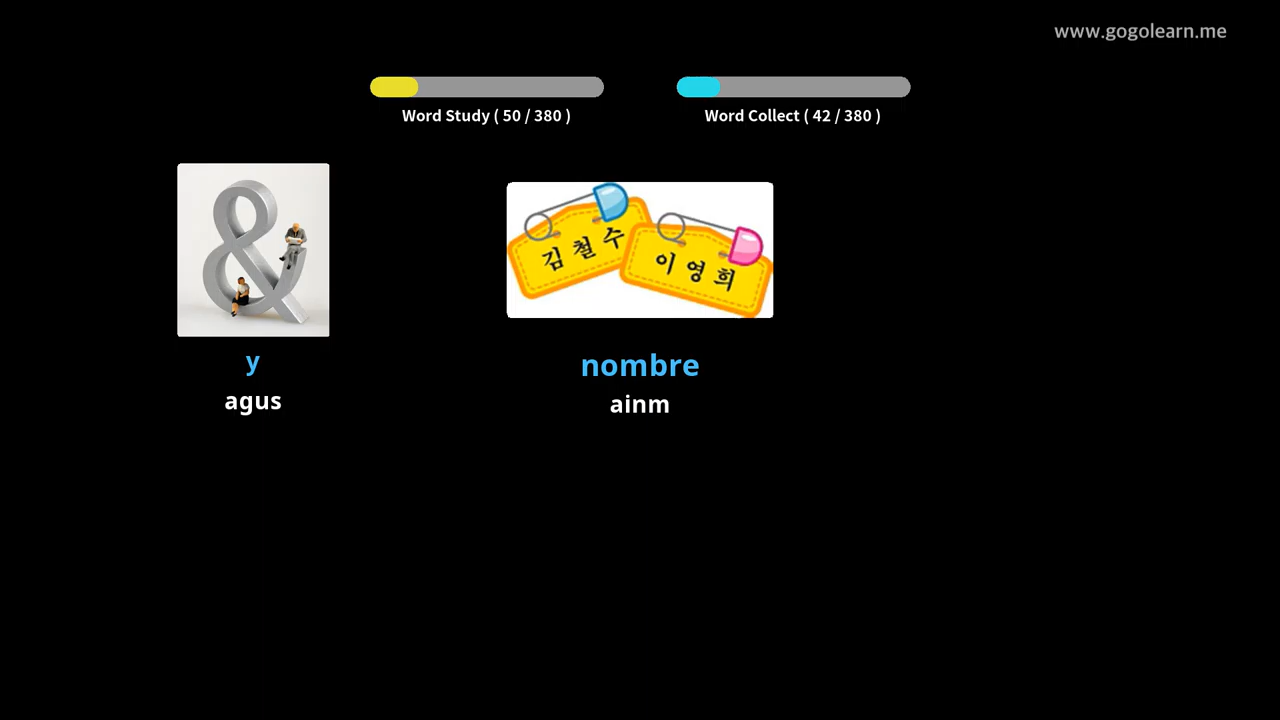 www.gogolearn.me
Word Study ( 50 / 380 )
Word Collect ( 42 / 380 )
&
김철수
이영희
y
agus
nombre
ainm